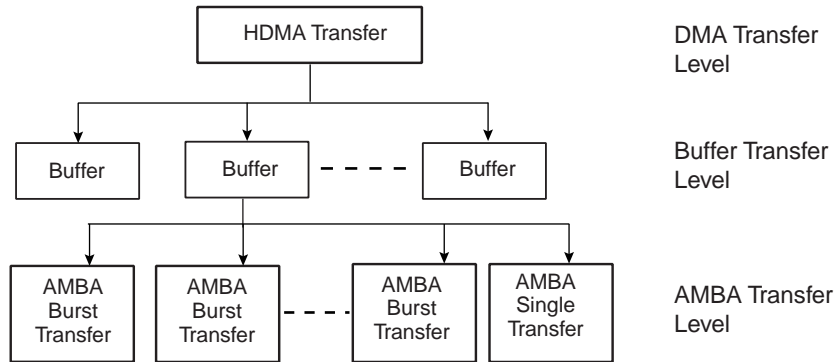 HDMA Transfer
DMA Transfer
Level
Buffer
Buffer
Buffer
Buffer Transfer
Level
AMBA
Burst
Transfer
AMBA
Burst
Transfer
AMBA
Burst
Transfer
AMBA
Single
Transfer
AMBA Transfer
Level